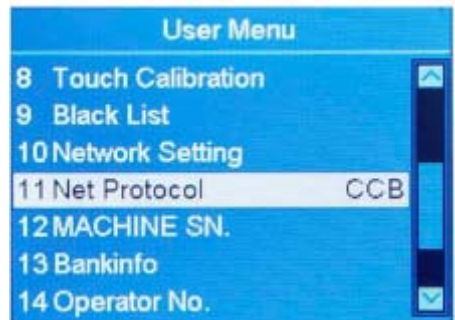 User Menu
8 Touch Calibration
9 Black List
10 Network Setting
11 Net Protocol CCB
12 MACHINE SN.
13 Bankinfo
14 Operator No.